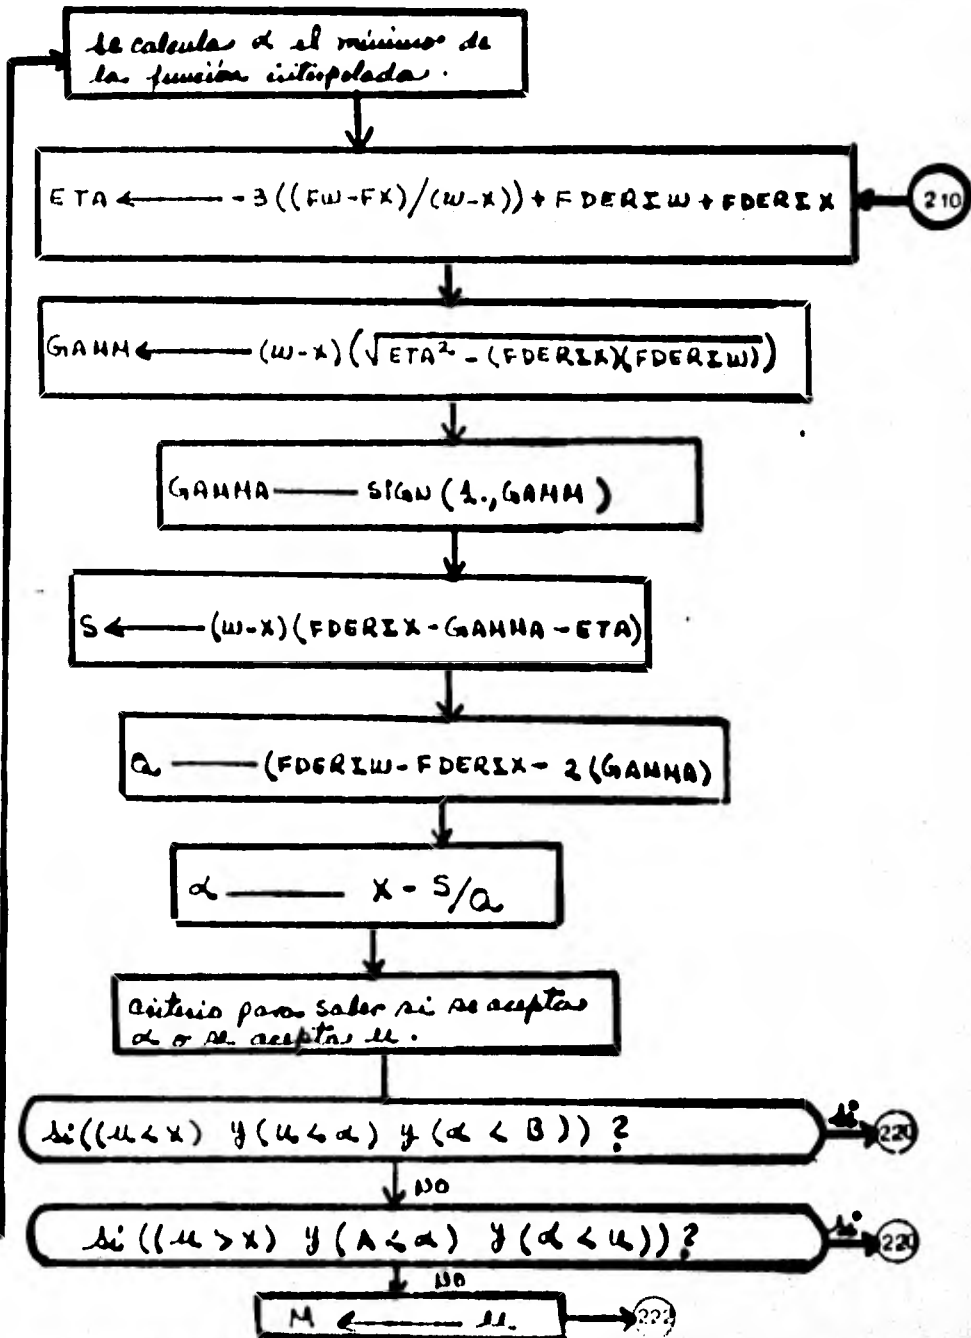 Se calcula α el mínimo de
la función interpolada.
ETA ← -3((FW-FX)/(W-X)) + FDERIW + FDERIX
210
GAMM ← (W-X)(√ETA² - (FDERIX)(FDERIW))
GAMMA — SIGN(1., GAMM)
S ← (W-X)(FDERIX-GAMMA-ETA)
Q — (FDERIW-FDERIX-2(GAMMA)
α — X - S/Q
criterio para saber si se acepta
α o se acepta u.
Si((u<x) y (u<α) y (α<B))?
si
220
NO
Si((u>x) y (A<α) y (α<u))?
si
220
NO
M ← u.
222